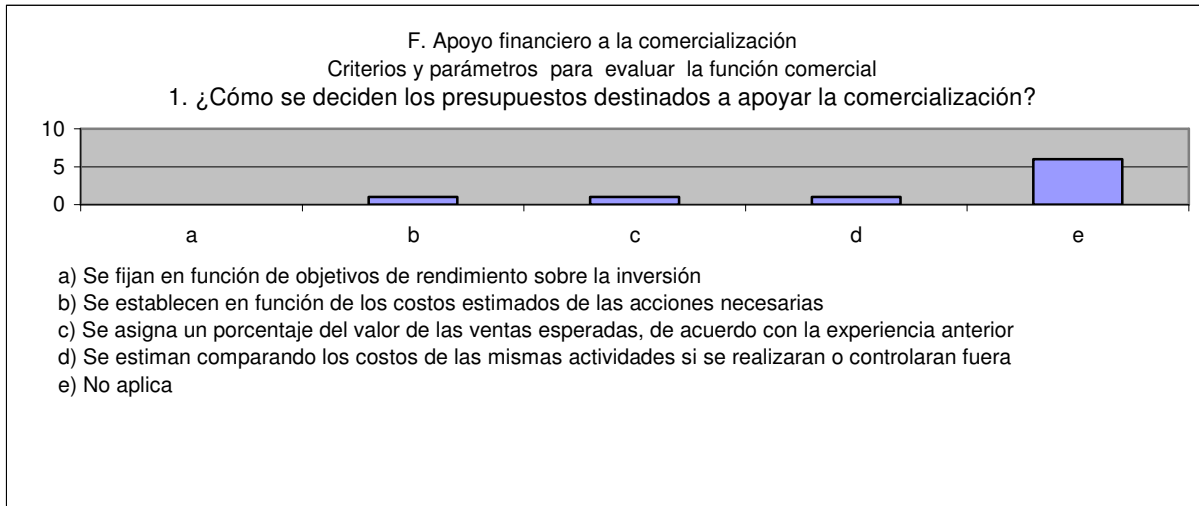 F. Apoyo financiero a la comercialización
Criterios y parámetros para evaluar la función comercial
1. ¿Cómo se deciden los presupuestos destinados a apoyar la comercialización?
10
5
0
a b c d e
a) Se fijan en función de objetivos de rendimiento sobre la inversión
b) Se establecen en función de los costos estimados de las acciones necesarias
c) Se asigna un porcentaje del valor de las ventas esperadas, de acuerdo con la experiencia anterior
d) Se estiman comparando los costos de las mismas actividades si se realizaran o controlaran fuera
e) No aplica